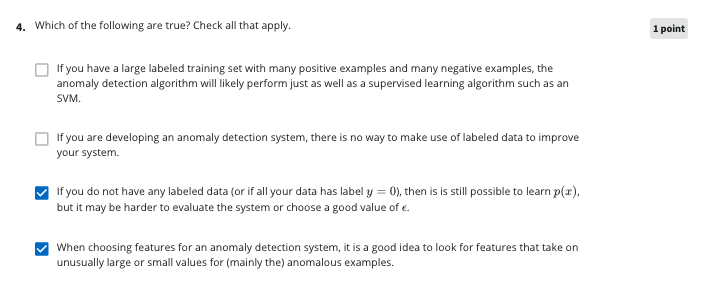 4. Which of the following are true? Check all that apply.
1 point
If you have a large labeled training set with many positive examples and many negative examples, the
anomaly detection algorithm will likely perform just as well as a supervised learning algorithm such as an
SVM.
If you are developing an anomaly detection system, there is no way to make use of labeled data to improve
your system.
If you do not have any labeled data (or if all your data has label y = 0), then is is still possible to learn p(x),
but it may be harder to evaluate the system or choose a good value of ϵ.
When choosing features for an anomaly detection system, it is a good idea to look for features that take on
unusually large or small values for (mainly the) anomalous examples.